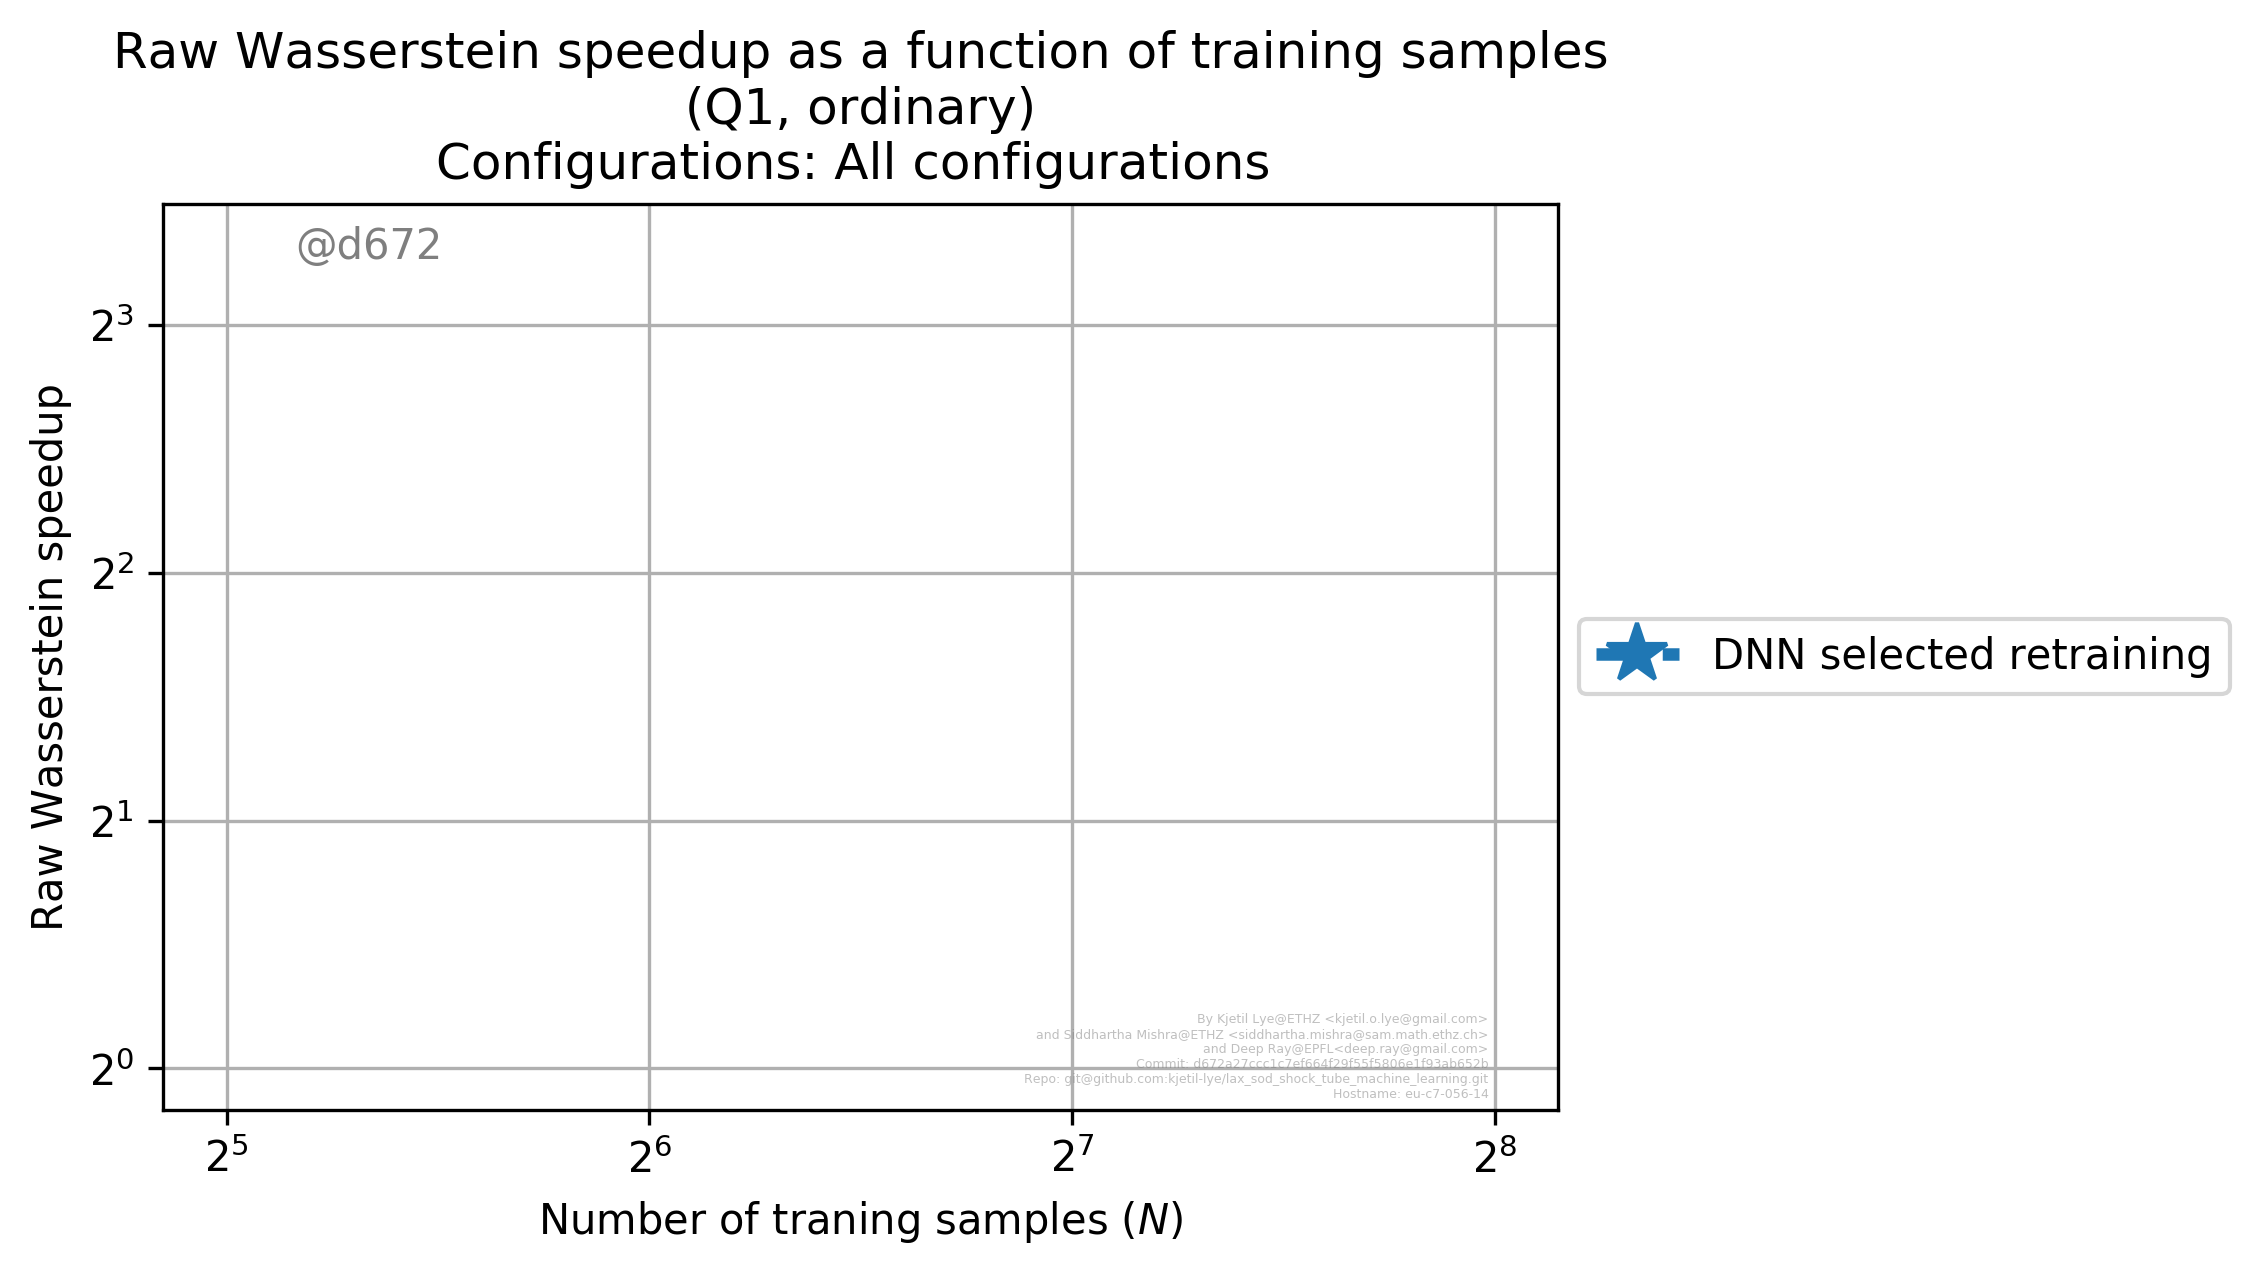 Raw Wasserstein speedup as a function of training samples
(Q1, ordinary)
Configurations: All configurations
@d672
2^3
2^2
2^1
2^0
Raw Wasserstein speedup
DNN selected retraining
By Kjetil Lye@ETHZ <kjetil.o.lye@gmail.com>
and Siddhartha Mishra@ETHZ <siddhartha.mishra@sam.math.ethz.ch>
and Deep Ray@EPFL<deep.ray@gmail.com>
Commit: d672a27ccc1c7ef664f29f55f5806e1f93ab652b
Repo: git@github.com:kjetil-lye/lax_sod_shock_tube_machine_learning.git
Hostname: eu-c7-056-14
2^5 2^6 2^7 2^8
Number of traning samples (N)